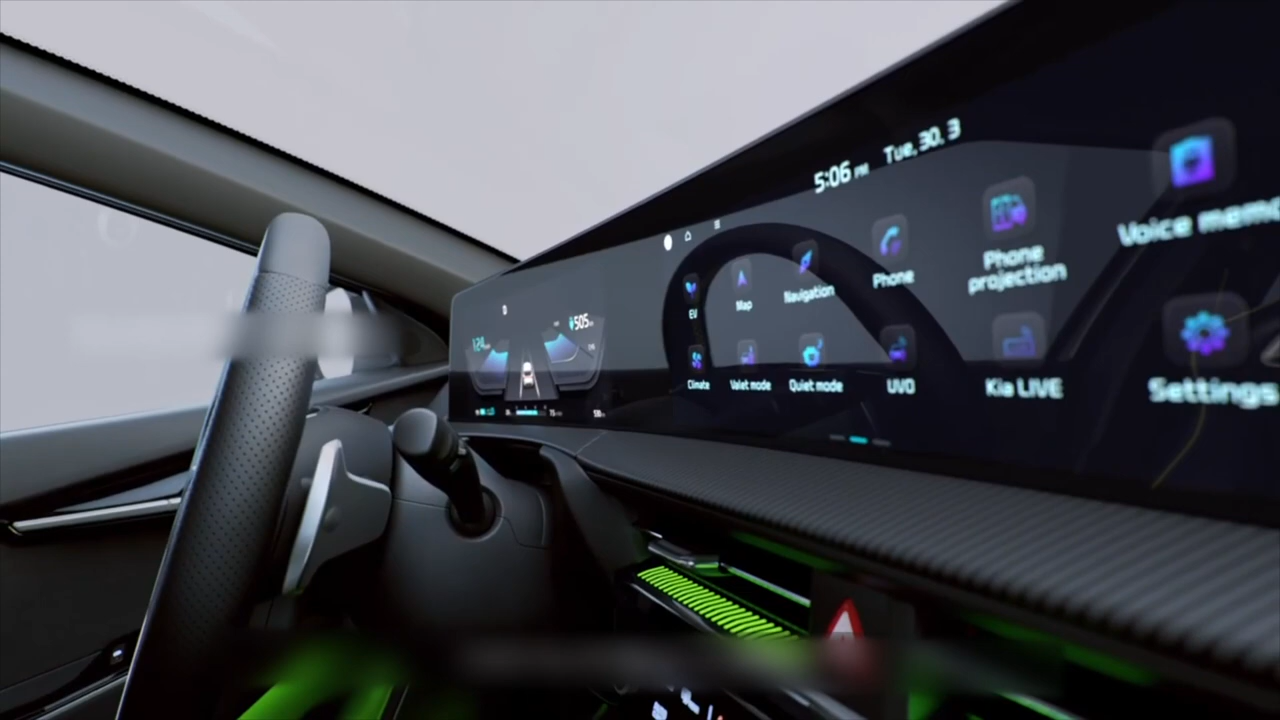 5:06 PM Tue, 30, 3
EV
Map
Navigation
Phone
Phone
projection
Voice
Climate
Valet mode
Quiet mode
UVO
Kia LIVE
Settings
505